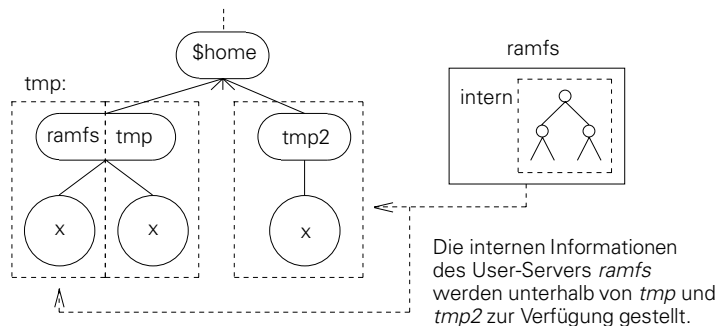 $home
ramfs
tmp:
intern
ramfs tmp
tmp2
x x x
Die internen Informationen
des User-Servers ramfs
werden unterhalb von tmp und
tmp2 zur Verfügung gestellt.